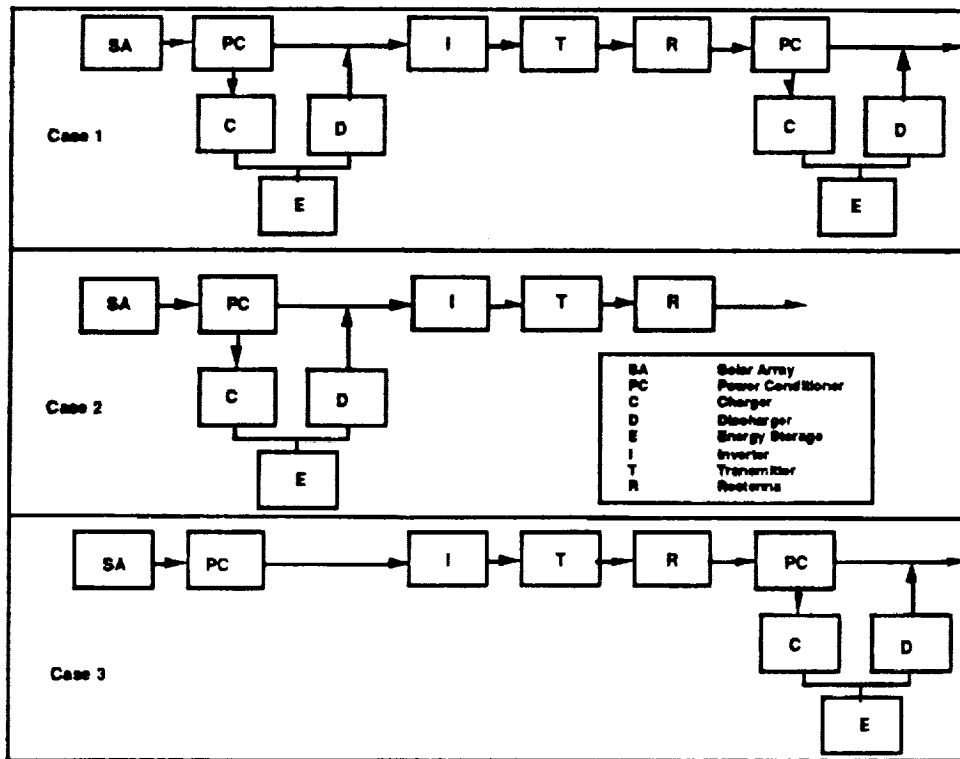 SA PC I T R PC
C D C D
Case 1
E E
SA PC I T R
C D
Case 2
E
SA Solar Array
PC Power Conditioner
C Charger
D Discharger
E Energy Storage
I Inverter
T Transmitter
R Rectenna
SA PC I T R PC
C D
Case 3
E